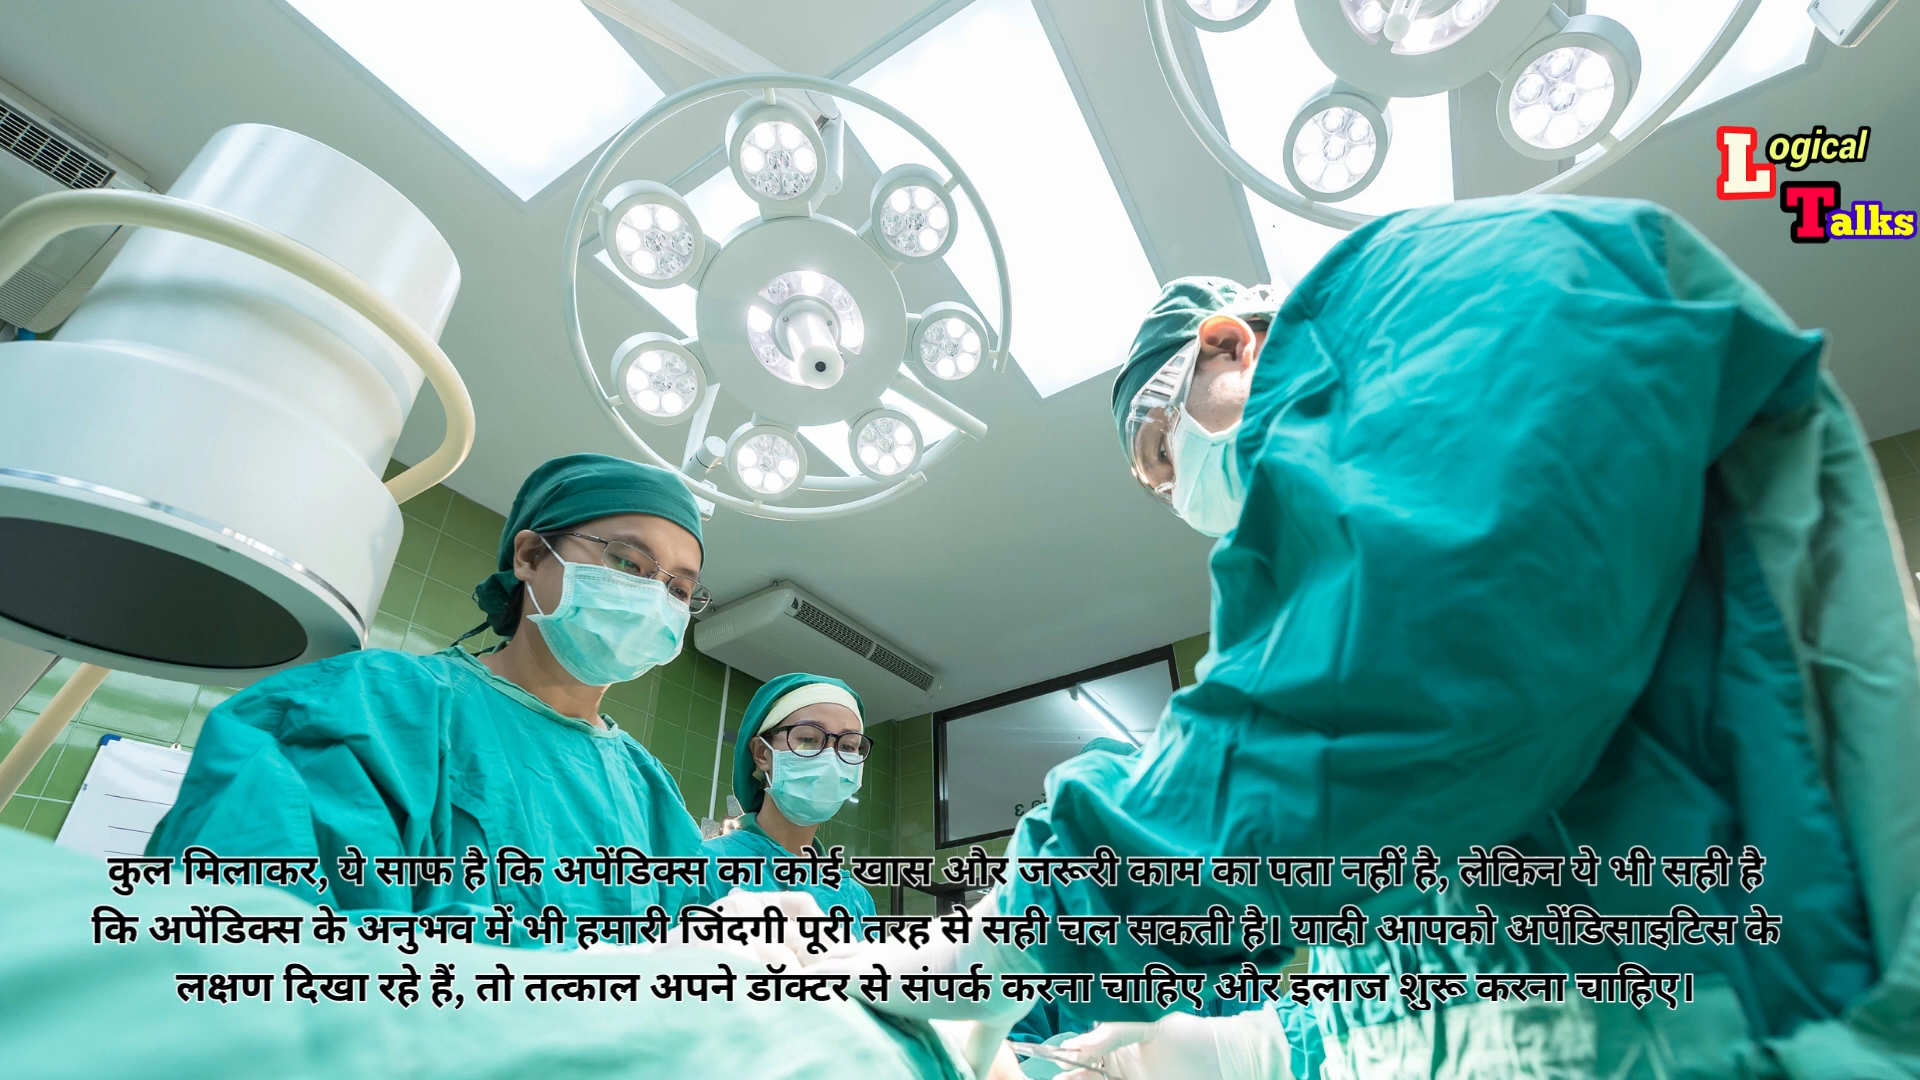 Logical
Talks
कुल मिलाकर, ये साफ है कि अपेंडिक्स का कोई खास और जरूरी काम का पता नहीं है, लेकिन ये भी सही है
कि अपेंडिक्स के अनुभव में भी हमारी जिंदगी पूरी तरह से सही चल सकती है। यादी आपको अपेंडिसाइटिस के
लक्षण दिखा रहे हैं, तो तत्काल अपने डॉक्टर से संपर्क करना चाहिए और इलाज शुरू करना चाहिए।